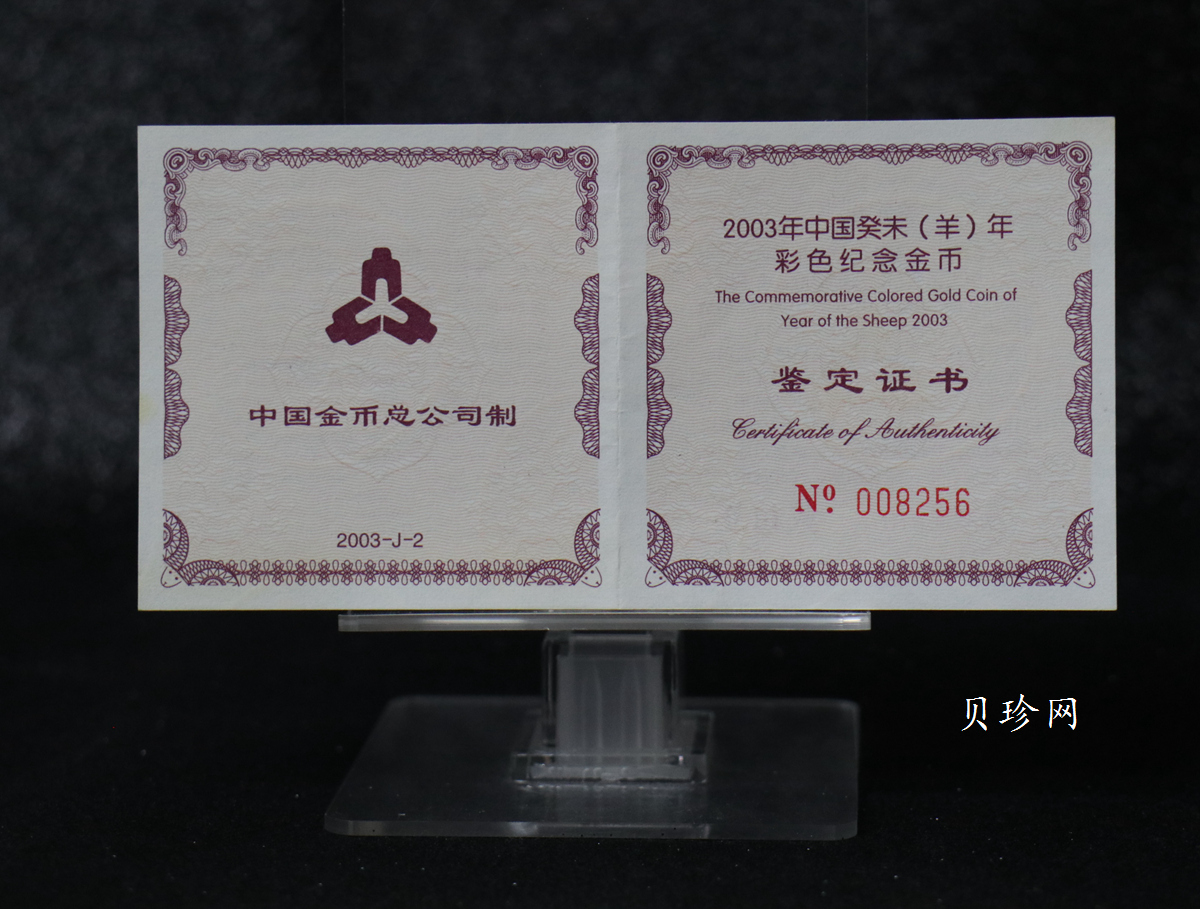 中国金币总公司制
2003-J-2
2003年中国癸未（羊）年
彩色纪念金币
The Commemorative Colored Gold Coin of
Year of the Sheep 2003
鉴定证书
Certificate of Authenticity
Nº. 008256
贝珍网